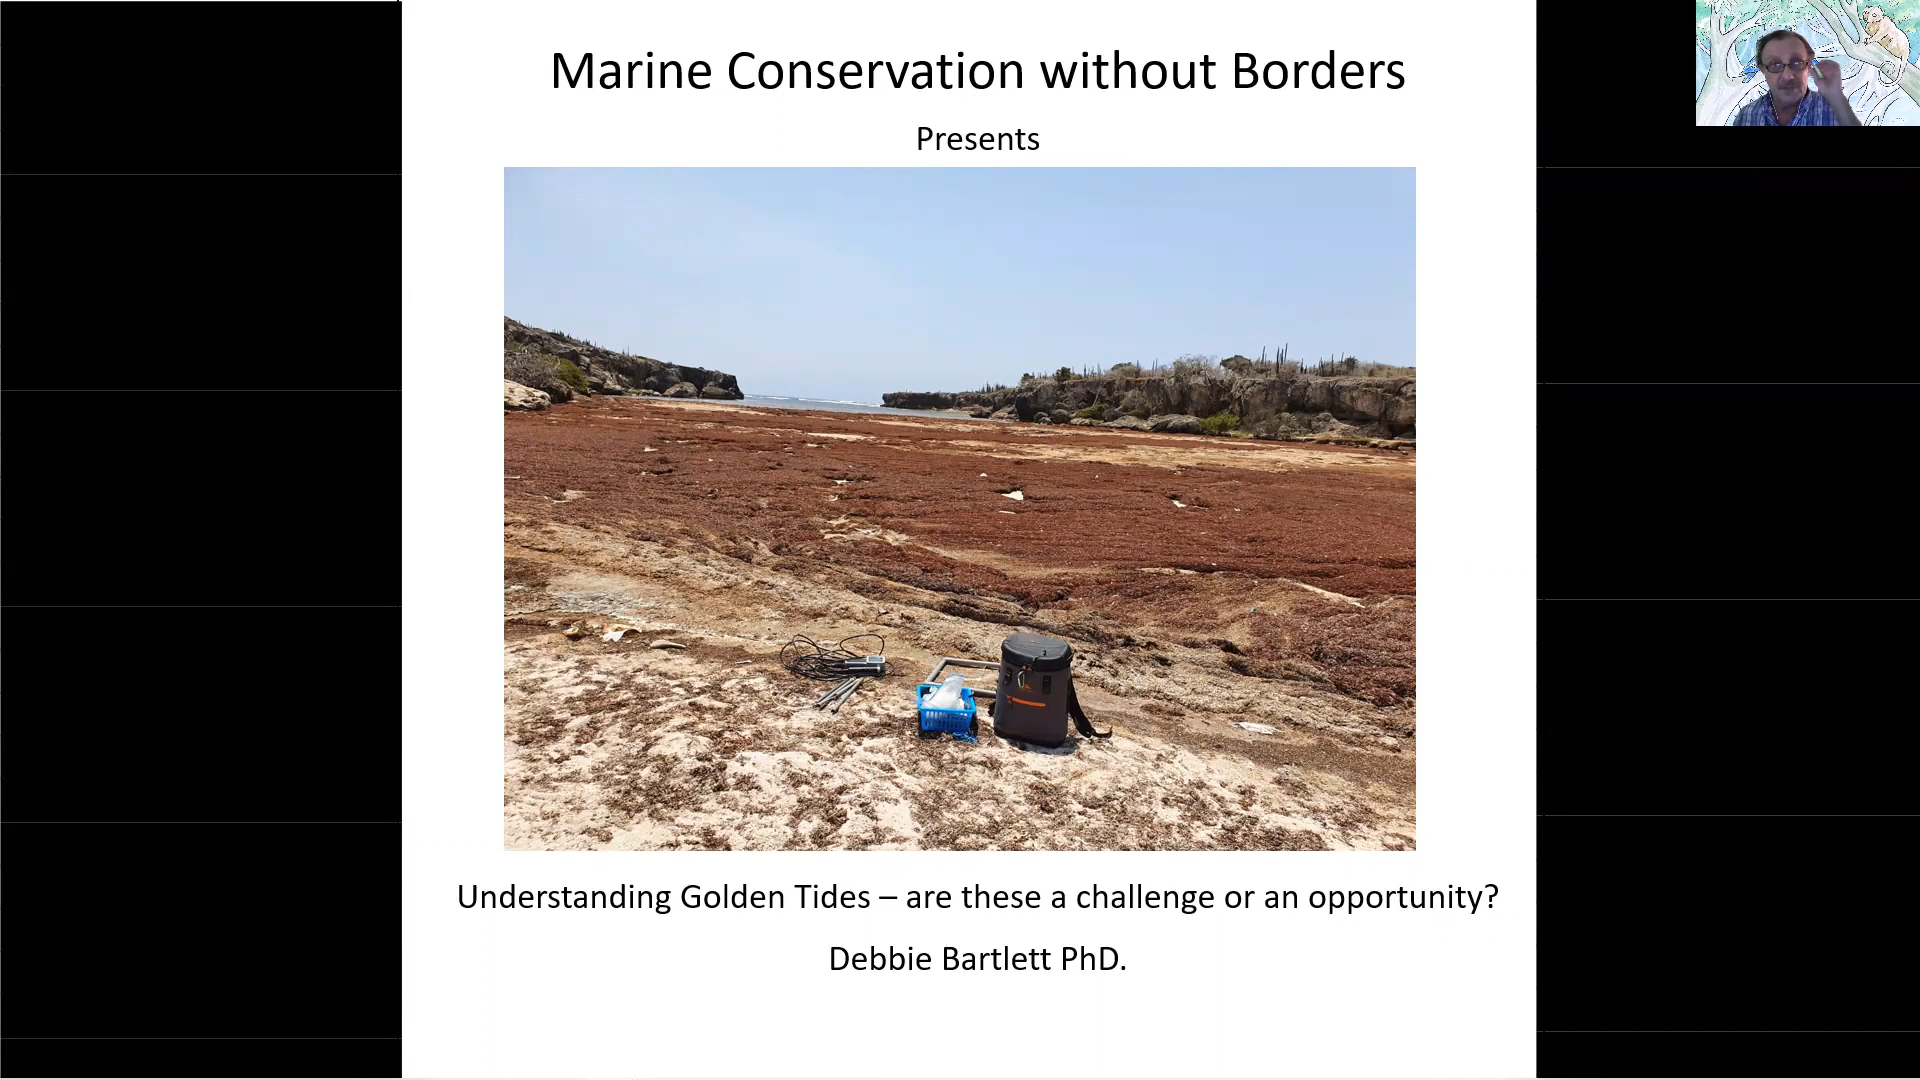 Marine Conservation without Borders
Presents
Understanding Golden Tides – are these a challenge or an opportunity?
Debbie Bartlett PhD.